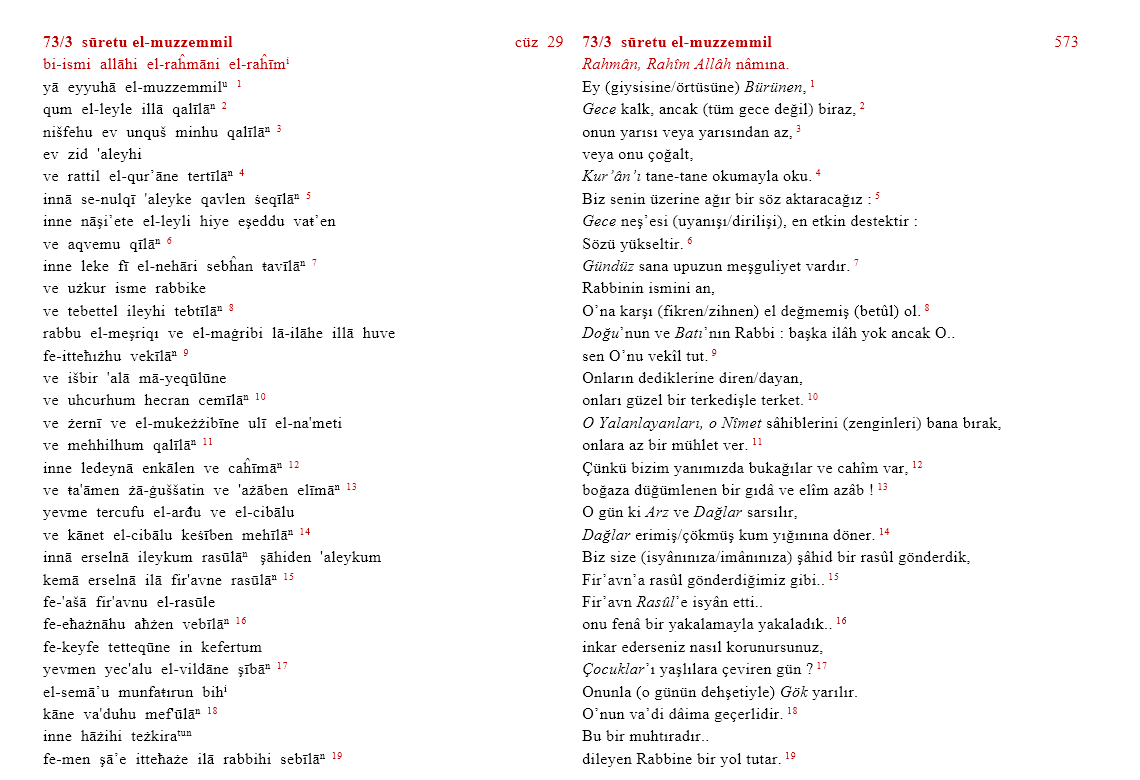 73/3 sūretu el-muzzemmil cüz 29
bi-ismi allāhi el-raĥmāni el-raĥīmⁱ
yā eyyuhā el-muzzemmilᵘ ¹
qum el-leyle illā qalīlāⁿ ²
nišfehu ev unquš minhu qalīlāⁿ ³
ev zid 'aleyhi
ve rattil el-qur’āne tertīlāⁿ ⁴
innā se-nulqī 'aleyke qavlen ŝeqīlāⁿ ⁵
inne nāşi’ete el-leyli hiye eşeddu vaŧ’en
ve aqvemu qīlāⁿ ⁶
inne leke fī el-nehāri sebĥan ŧavīlāⁿ ⁷
ve użkur isme rabbike
ve tebettel ileyhi tebtīlāⁿ ⁸
rabbu el-meşriqı ve el-maġribi lā-ilāhe illā huve
fe-itteħıżhu vekīlāⁿ ⁹
ve išbir 'alā mā-yeqūlūne
ve uhcurhum hecran cemīlāⁿ ¹⁰
ve żernī ve el-mukeżżibīne ulī el-na'meti
ve mehhilhum qalīlāⁿ ¹¹
inne ledeynā enkālen ve caĥīmāⁿ ¹²
ve ŧa'āmen żā-ġuššatin ve 'ażāben elīmāⁿ ¹³
yevme tercufu el-arđu ve el-cibālu
ve kānet el-cibālu keŝīben mehīlāⁿ ¹⁴
innā erselnā ileykum rasūlāⁿ şāhiden 'aleykum
kemā erselnā ilā fir'avne rasūlāⁿ ¹⁵
fe-'ašā fir'avnu el-rasūle
fe-eħażnāhu aħżen vebīlāⁿ ¹⁶
fe-keyfe tetteqūne in kefertum
yevmen yec'alu el-vildāne şībāⁿ ¹⁷
el-semā’u munfaŧırun bihⁱ
kāne va'duhu mef'ūlāⁿ ¹⁸
inne hāżihi teżkiraᵗᵘⁿ
fe-men şā’e itteħaże ilā rabbihi sebīlāⁿ ¹⁹
73/3 sūretu el-muzzemmil 573
Rahmân, Rahîm Allâh nâmına.
Ey (giysisine/örtüsüne) Bürünen, ¹
Gece kalk, ancak (tüm gece değil) biraz, ²
onun yarısı veya yarısından az, ³
veya onu çoğalt,
Kur’ân’ı tane-tane okumayla oku. ⁴
Biz senin üzerine ağır bir söz aktaracağız : ⁵
Gece neş’esi (uyanışı/dirilişi), en etkin destektir :
Sözü yükseltir. ⁶
Gündüz sana upuzun meşguliyet vardır. ⁷
Rabbinin ismini an,
O’na karşı (fikren/zihnen) el değmemiş (betûl) ol. ⁸
Doğu’nun ve Batı’nın Rabbi : başka ilâh yok ancak O..
sen O’nu vekîl tut. ⁹
Onların dediklerine diren/dayan,
onları güzel bir terkedişle terket. ¹⁰
O Yalanlayanları, o Nîmet sâhiblerini (zenginleri) bana bırak,
onlara az bir mühlet ver. ¹¹
Çünkü bizim yanımızda bukağılar ve cahîm var, ¹²
boğaza düğümlenen bir gıdâ ve elîm azâb ! ¹³
O gün ki Arz ve Dağlar sarsılır,
Dağlar erimiş/çökmüş kum yığınına döner. ¹⁴
Biz size (isyânınıza/imânınıza) şâhid bir rasûl gönderdik,
Fir’avn’a rasûl gönderdiğimiz gibi.. ¹⁵
Fir’avn Rasûl’e isyân etti..
onu fenâ bir yakalamayla yakaladık.. ¹⁶
inkar ederseniz nasıl korunursunuz,
Çocuklar’ı yaşlılara çeviren gün ? ¹⁷
Onunla (o günün dehşetiyle) Gök yarılır.
O’nun va’di dâima geçerlidir. ¹⁸
Bu bir muhtıradır..
dileyen Rabbine bir yol tutar. ¹⁹